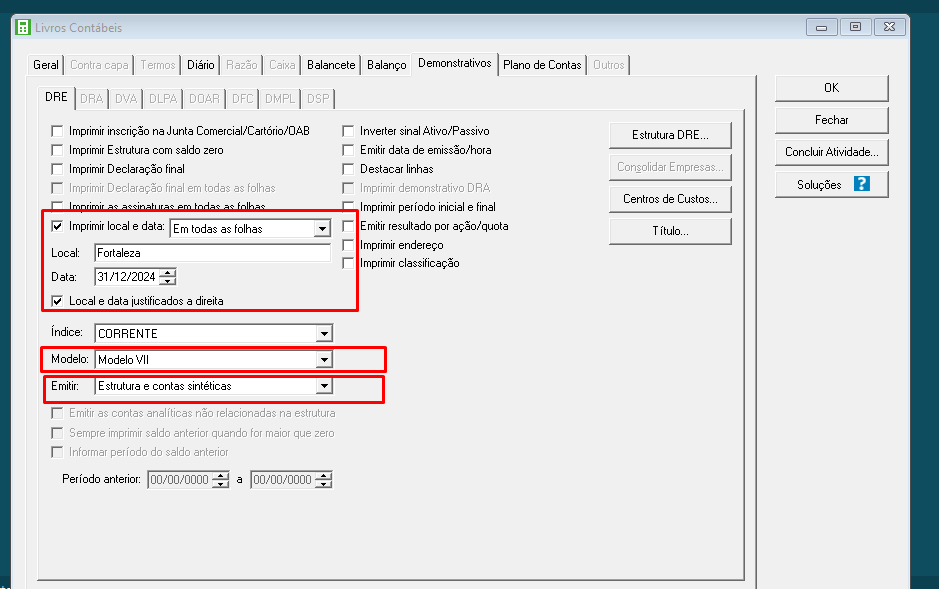 Livros Contábeis
Geral Contra capa Termos Diário Razão Caixa Balancete Balanço Demonstrativos Plano de Contas Outros
DRE DRA DVA DLPA DOAR DFC DMPL DSP
Imprimir inscrição na Junta Comercial/Cartório/OAB
Imprimir Estrutura com saldo zero
Imprimir Declaração final
Imprimir Declaração final em todas as folhas
Imprimir as assinaturas em todas as folhas
Imprimir local e data: Em todas as folhas
Local: Fortaleza
Data: 31/12/2024
Local e data justificados a direita
Índice: CORRENTE
Modelo: Modelo VII
Emitir: Estrutura e contas sintéticas
Emitir as contas analíticas não relacionadas na estrutura
Sempre imprimir saldo anterior quando for maior que zero
Informar período do saldo anterior
Período anterior: 00/00/0000 a 00/00/0000
Inverter sinal Ativo/Passivo
Emitir data de emissão/hora
Destacar linhas
Imprimir demonstrativo DRA
Imprimir período inicial e final
Emitir resultado por ação/quota
Imprimir endereço
Imprimir classificação
Estrutura DRE...
Consolidar Empresas...
Centros de Custos...
Título...
OK
Fechar
Concluir Atividade...
Soluções ?